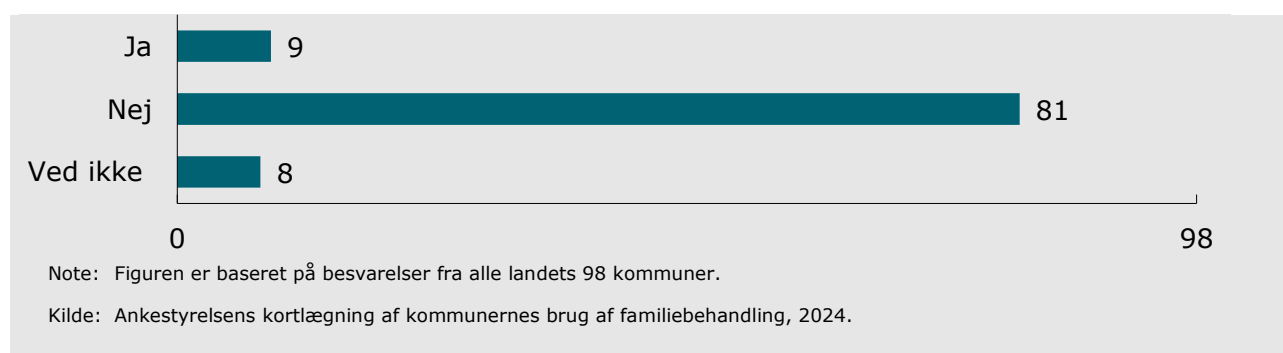 Ja 9
Nej 81
Ved ikke 8
0 98
Note: Figuren er baseret på besvarelser fra alle landets 98 kommuner.
Kilde: Ankestyrelsens kortlægning af kommunernes brug af familiebehandling, 2024.